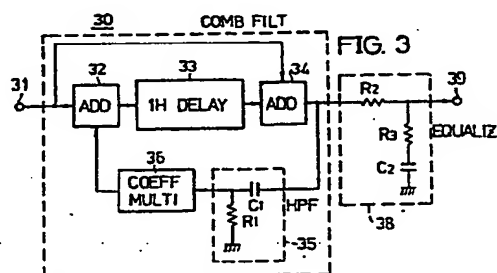 30
COMB FILT
FIG. 3
31
32
33
34
39
ADD
1H DELAY
ADD
R2
R3
EQUALIZ
C2
36
COEFF
MULTI
C1
HPF
R1
35
38